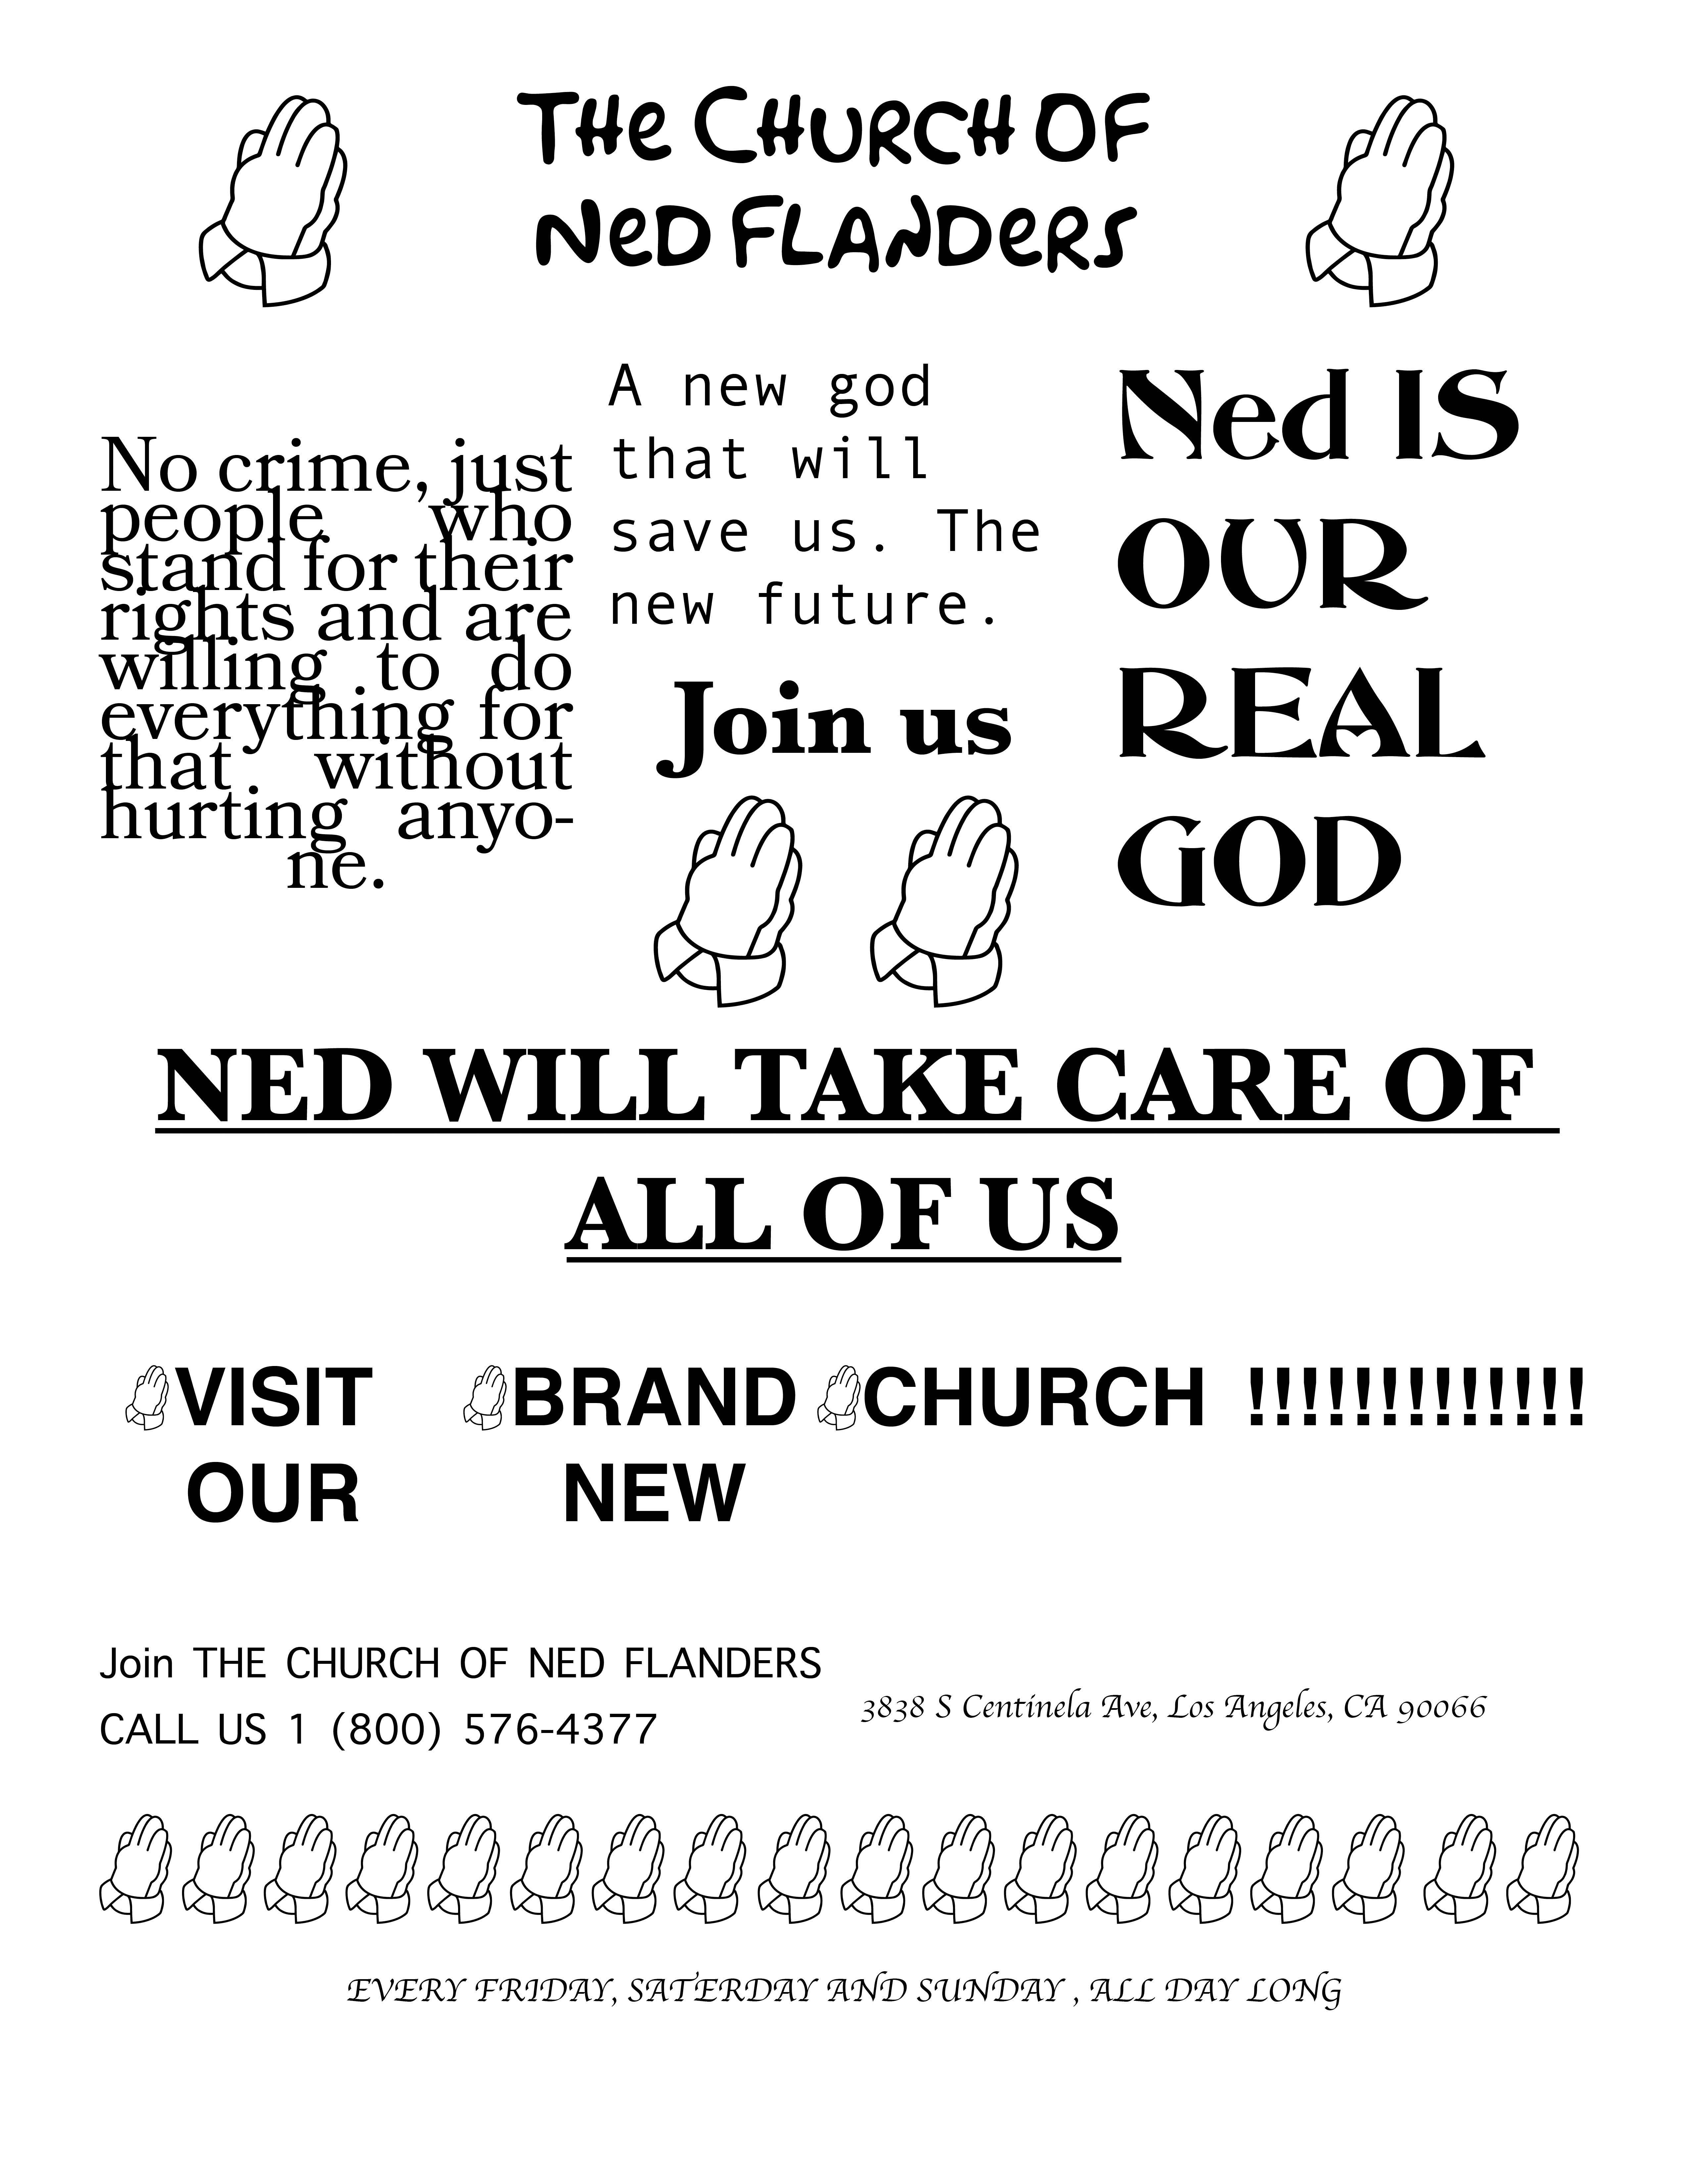 THe CHURCH OF
NeD FLANDeRS
No crime, just
people who
stand for their
rights and are
willing to do
everything for
that without
hurting anyo-
ne.
A new god
that will
save us. The
new future.
Join us
Ned IS
OUR
REAL
GOD
NED WILL TAKE CARE OF
ALL OF US
VISIT
OUR
BRAND
NEW
CHURCH
!!!!!!!!!!!!!
Join THE CHURCH OF NED FLANDERS
CALL US 1 (800) 576-4377
3838 S Centinela Ave, Los Angeles, CA 90066
EVERY FRIDAY, SATERDAY AND SUNDAY , ALL DAY LONG